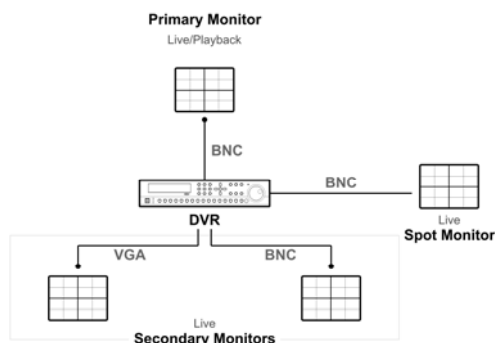 Primary Monitor
Live/Playback
BNC
BNC
DVR
Live
Spot Monitor
VGA
BNC
Live
Secondary Monitors